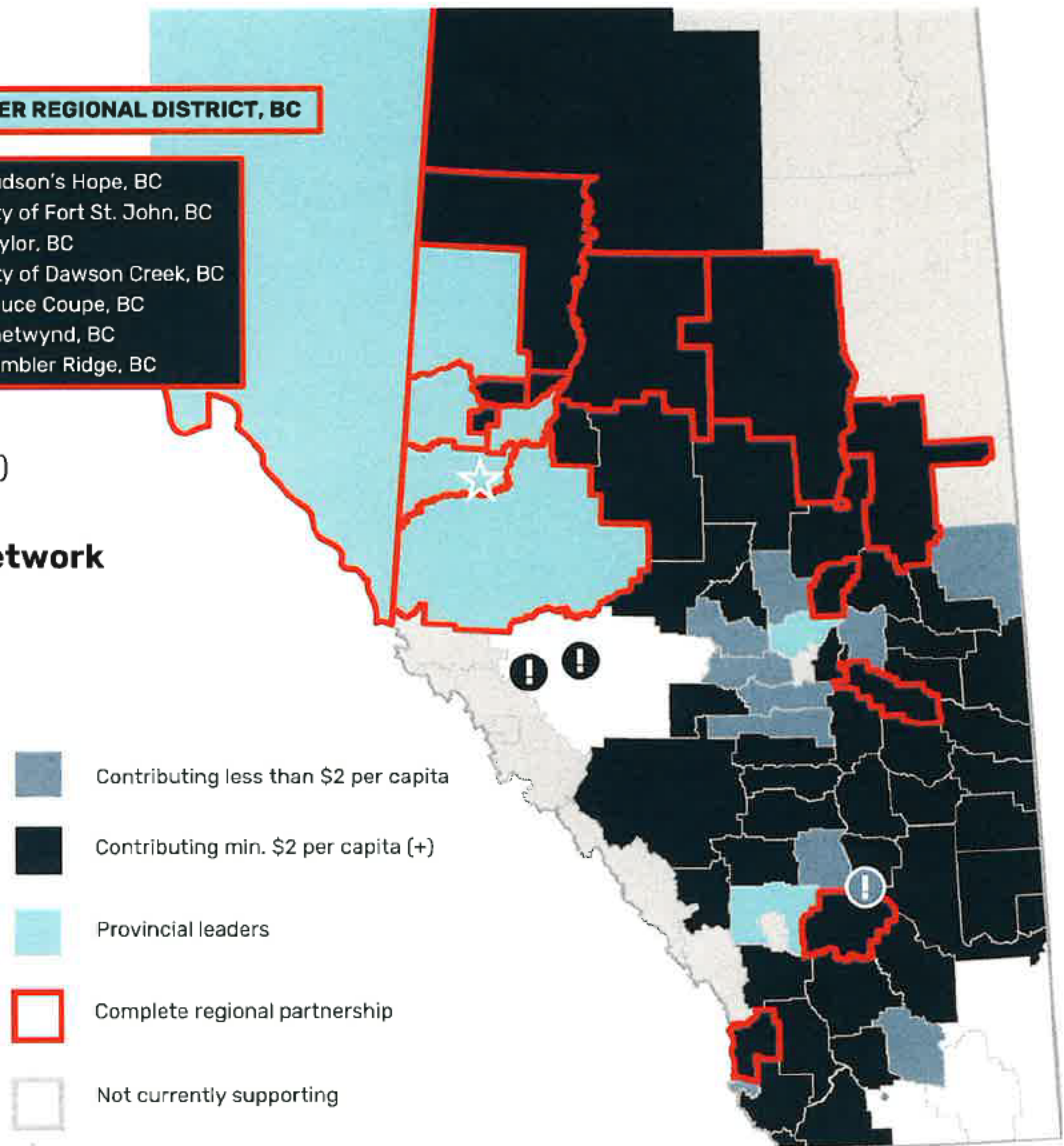 ER REGIONAL DISTRICT, BC
dson's Hope, BC
ty of Fort St. John, BC
ylor, BC
ty of Dawson Creek, BC
uce Coupe, BC
etwynd, BC
mbler Ridge, BC
)
etwork
!
!
Contributing less than $2 per capita
Contributing min. $2 per capita (+)
!
Provincial leaders
Complete regional partnership
Not currently supporting